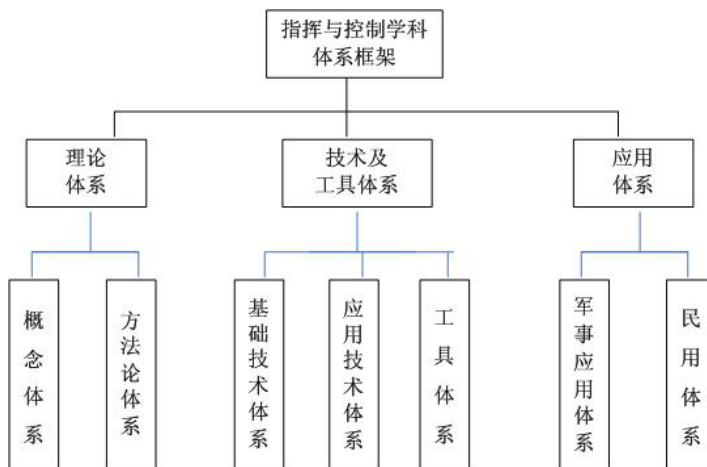 指挥与控制学科
体系框架
理论
体系
技术及
工具体系
应用
体系
概念体系
方法论体系
基础技术体系
应用技术体系
工具体系
军事应用体系
民用体系